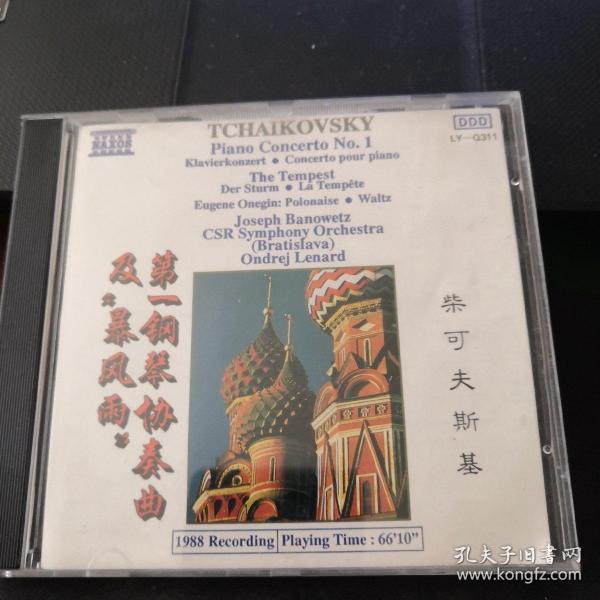 NAXOS
TCHAIKOVSKY
DDD
LY—Q311
Piano Concerto No. 1
Klavierkonzert • Concerto pour piano
The Tempest
Der Sturm • La Tempête
Eugene Onegin: Polonaise • Waltz
Joseph Banowetz
CSR Symphony Orchestra
(Bratislava)
Ondrej Lenard
第一钢琴协奏曲
及“暴风雨”
柴可夫斯基
1988 Recording
Playing Time : 66'10"
孔夫子旧书网
www.kongfz.com